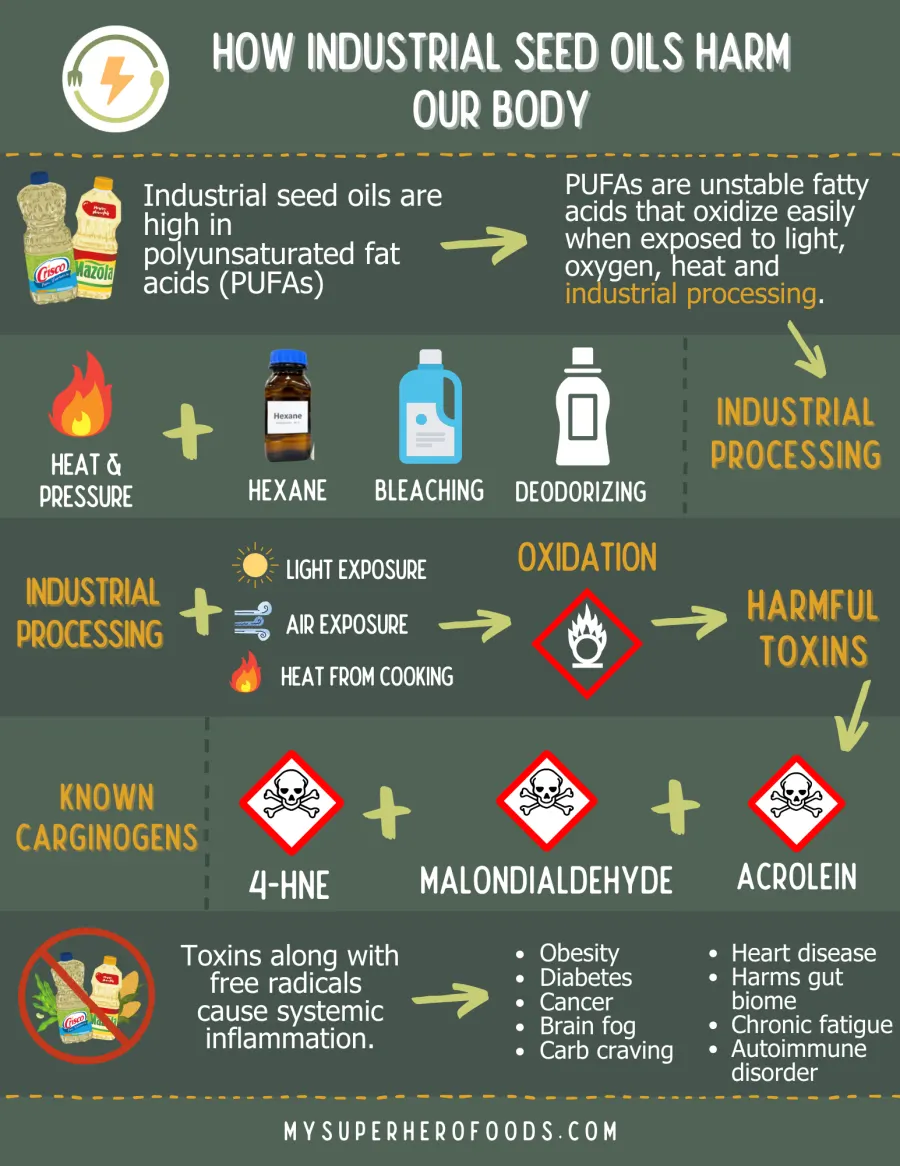 HOW INDUSTRIAL SEED OILS HARM
OUR BODY
Crisco
Mazola
Industrial seed oils are
high in
polyunsaturated fat
acids (PUFAs)
PUFAs are unstable fatty
acids that oxidize easily
when exposed to light,
oxygen, heat and
industrial processing.
HEAT &
PRESSURE
Hexane
HEXANE
BLEACHING
DEODORIZING
INDUSTRIAL
PROCESSING
INDUSTRIAL
PROCESSING
LIGHT EXPOSURE
AIR EXPOSURE
HEAT FROM COOKING
OXIDATION
HARMFUL
TOXINS
KNOWN
CARGINOGENS
4-HNE
MALONDIALDEHYDE
ACROLEIN
Crisco
Toxins along with
free radicals
cause systemic
inflammation.
• Obesity
• Diabetes
• Cancer
• Brain fog
• Carb craving
• Heart disease
• Harms gut
biome
• Chronic fatigue
• Autoimmune
disorder
MYSUPERHEROFOODS.COM